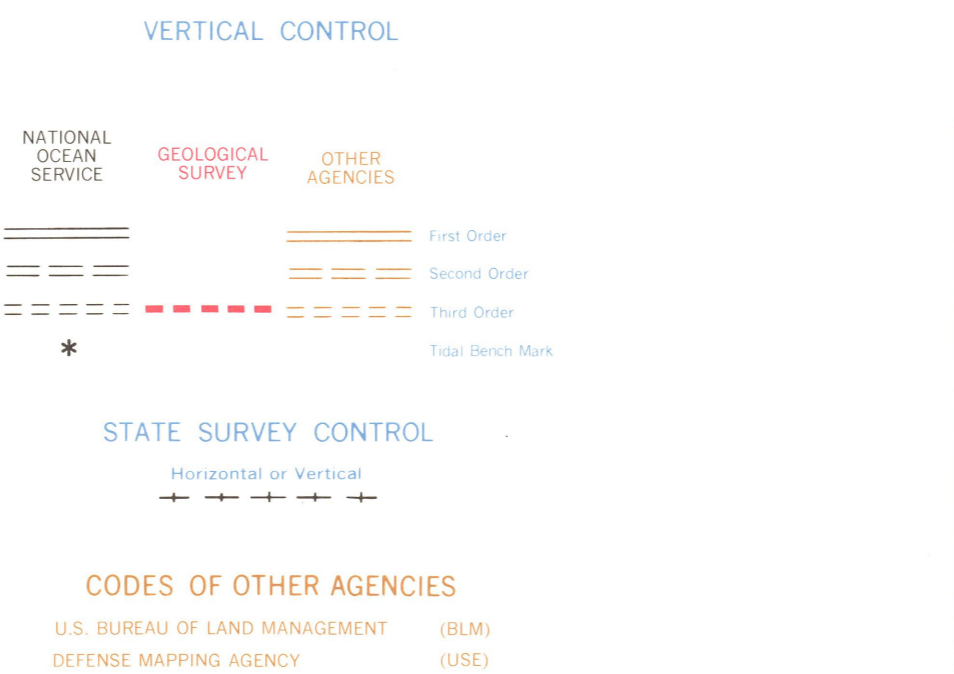 VERTICAL CONTROL
NATIONAL
OCEAN
SERVICE
GEOLOGICAL
SURVEY
OTHER
AGENCIES
First Order
Second Order
Third Order
Tidal Bench Mark
STATE SURVEY CONTROL
Horizontal or Vertical
CODES OF OTHER AGENCIES
U.S. BUREAU OF LAND MANAGEMENT (BLM)
DEFENSE MAPPING AGENCY (USE)